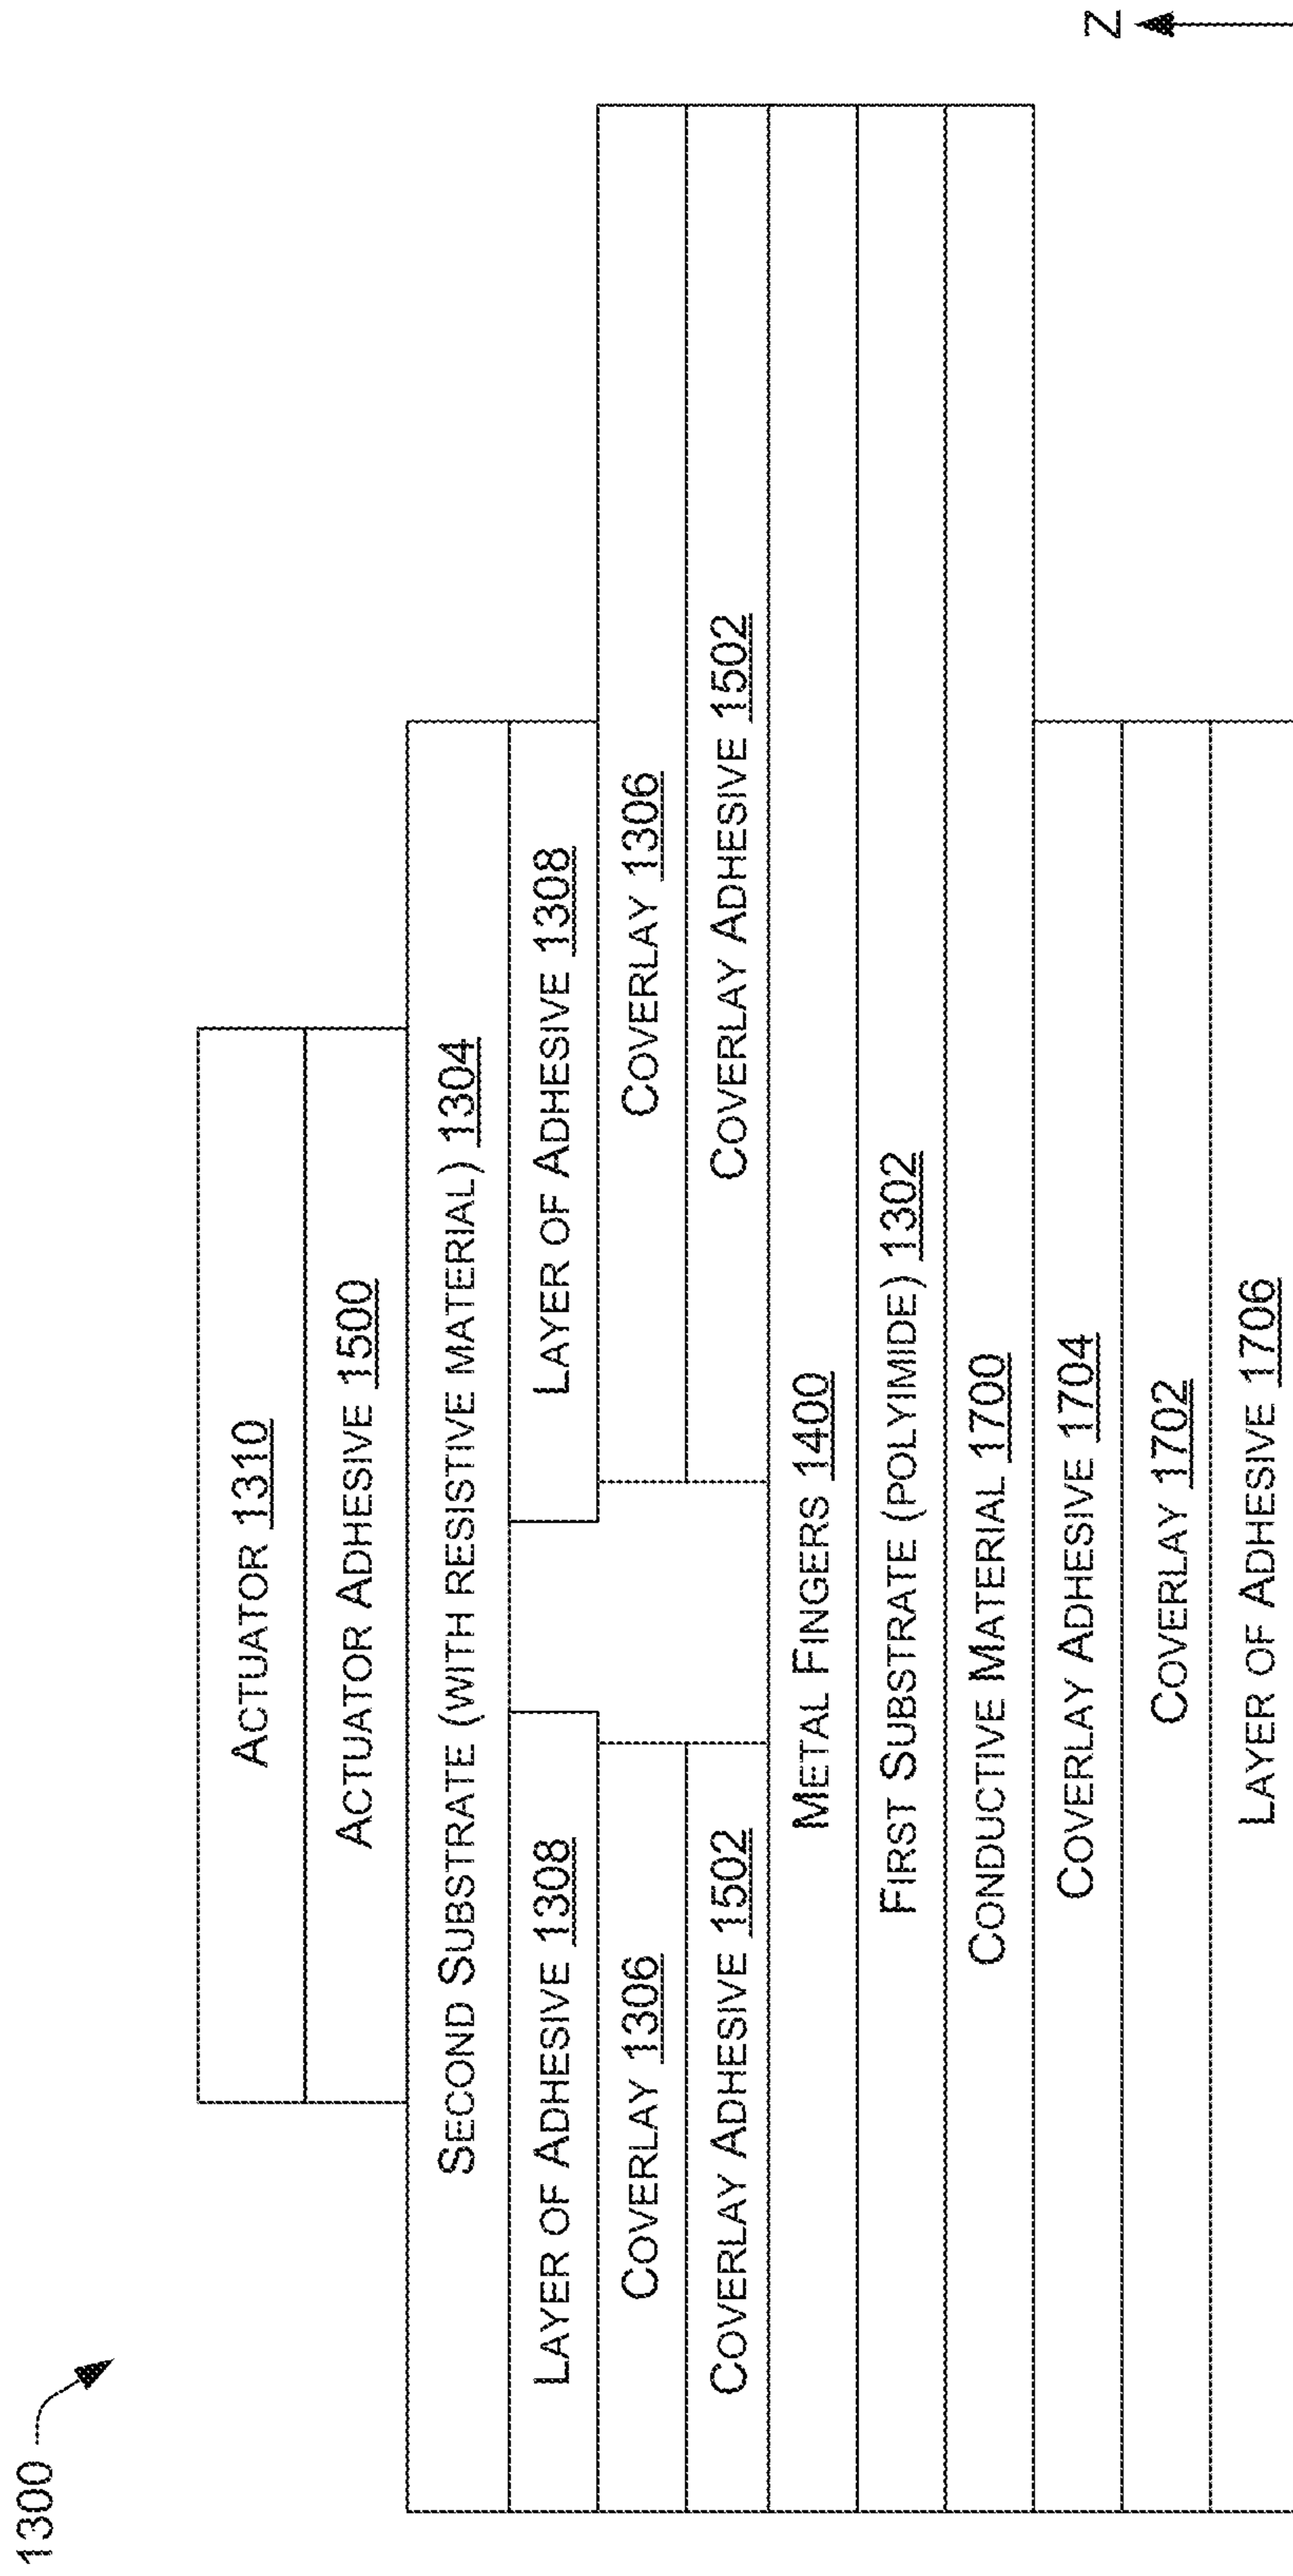 1300
Z
ACTUATOR 1310
ACTUATOR ADHESIVE 1500
SECOND SUBSTRATE (WITH RESISTIVE MATERIAL) 1304
LAYER OF ADHESIVE 1308
LAYER OF ADHESIVE 1308
COVERLAY 1306
COVERLAY 1306
COVERLAY ADHESIVE 1502
COVERLAY ADHESIVE 1502
METAL FINGERS 1400
FIRST SUBSTRATE (POLYIMIDE) 1302
CONDUCTIVE MATERIAL 1700
COVERLAY ADHESIVE 1704
COVERLAY 1702
LAYER OF ADHESIVE 1706